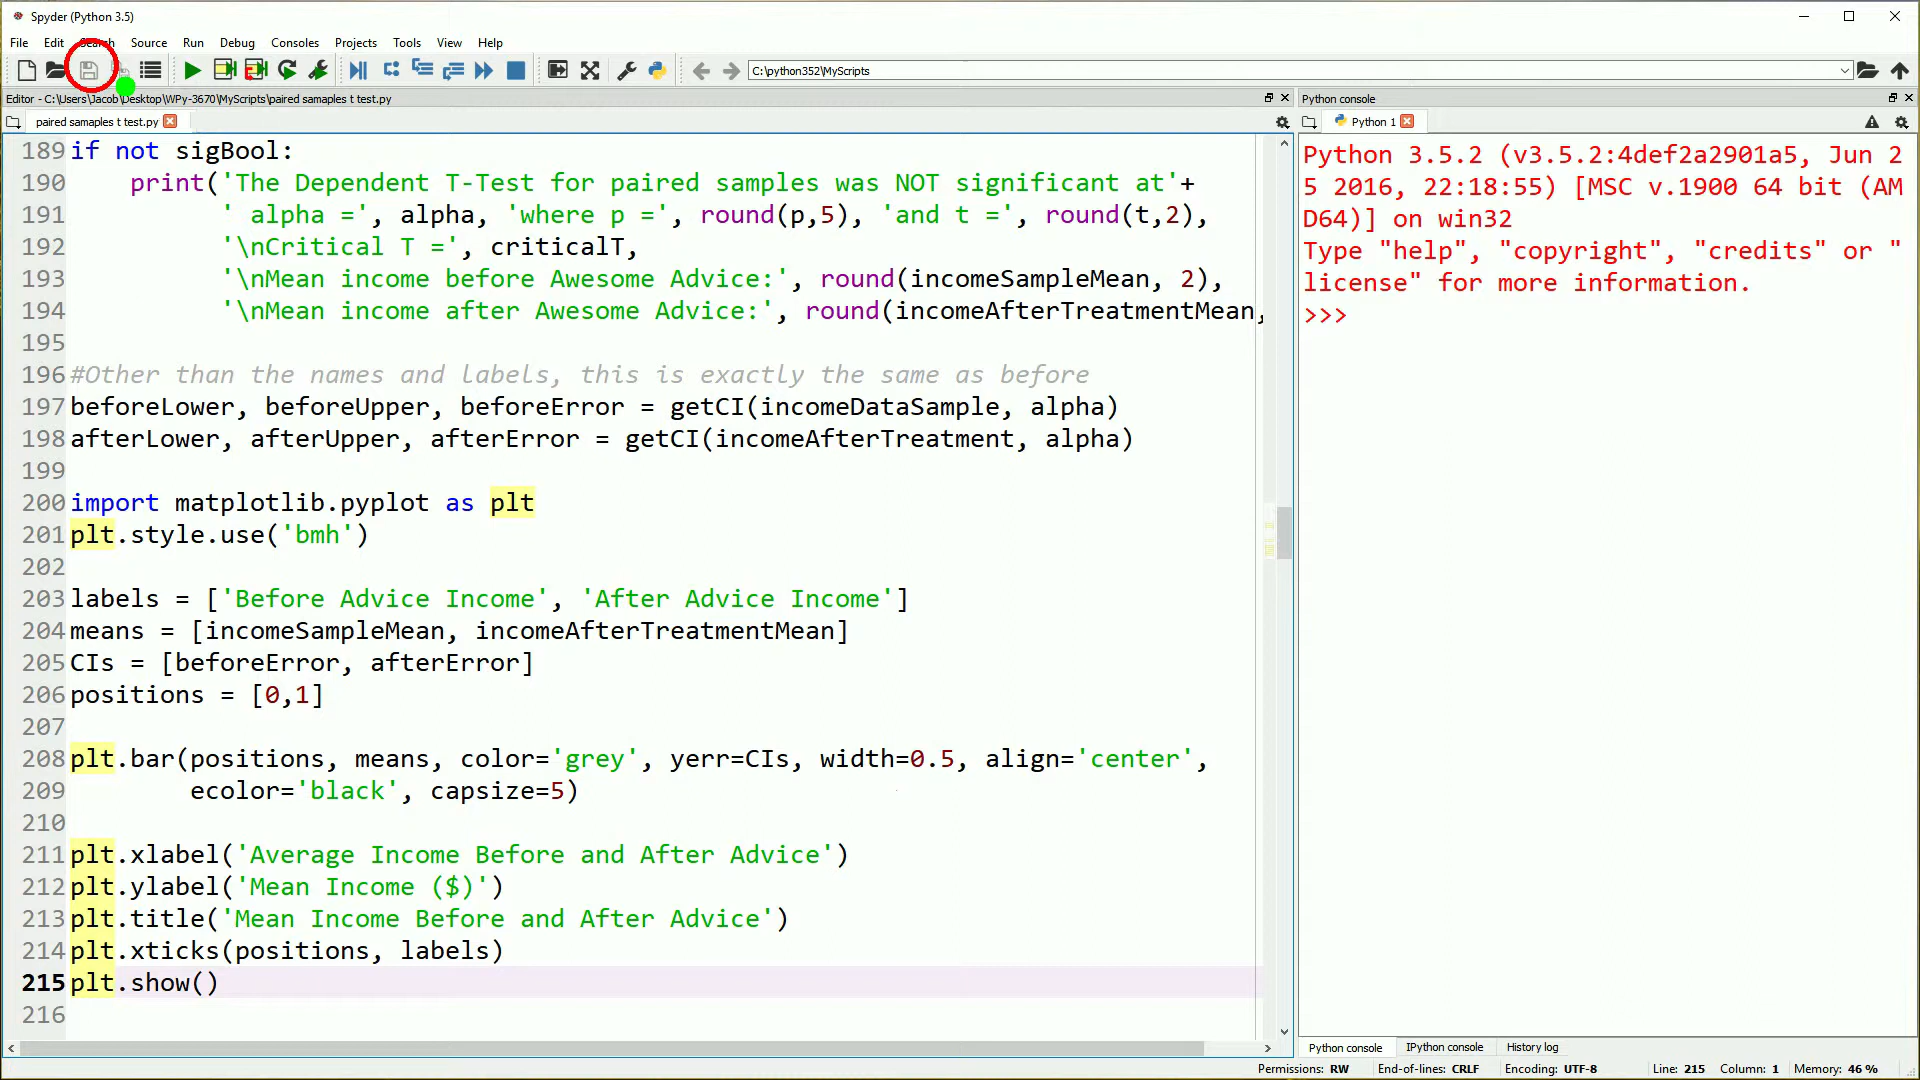 Spyder (Python 3.5)
File Edit Search Source Run Debug Consoles Projects Tools View Help
C:\python352\MyScripts
Editor - C:\Users\Jacob\Desktop\WPy-3670\MyScripts\paired samaples t test.py
paired samaples t test.py
189 if not sigBool:
190     print('The Dependent T-Test for paired samples was NOT significant at'+
191           ' alpha =', alpha, 'where p =', round(p,5), 'and t =', round(t,2),
192           '\nCritical T =', criticalT,
193           '\nMean income before Awesome Advice:', round(incomeSampleMean, 2),
194           '\nMean income after Awesome Advice:', round(incomeAfterTreatmentMean,
195
196 #Other than the names and labels, this is exactly the same as before
197 beforeLower, beforeUpper, beforeError = getCI(incomeDataSample, alpha)
198 afterLower, afterUpper, afterError = getCI(incomeAfterTreatment, alpha)
199
200 import matplotlib.pyplot as plt
201 plt.style.use('bmh')
202
203 labels = ['Before Advice Income', 'After Advice Income']
204 means = [incomeSampleMean, incomeAfterTreatmentMean]
205 CIs = [beforeError, afterError]
206 positions = [0,1]
207
208 plt.bar(positions, means, color='grey', yerr=CIs, width=0.5, align='center',
209         ecolor='black', capsize=5)
210
211 plt.xlabel('Average Income Before and After Advice')
212 plt.ylabel('Mean Income ($)')
213 plt.title('Mean Income Before and After Advice')
214 plt.xticks(positions, labels)
215 plt.show()
216
Python console
Python 1
Python 3.5.2 (v3.5.2:4def2a2901a5, Jun 2
5 2016, 22:18:55) [MSC v.1900 64 bit (AM
D64)] on win32
Type "help", "copyright", "credits" or "
license" for more information.
>>>
Python console IPython console History log
Permissions: RW End-of-lines: CRLF Encoding: UTF-8 Line: 215 Column: 1 Memory: 46 %